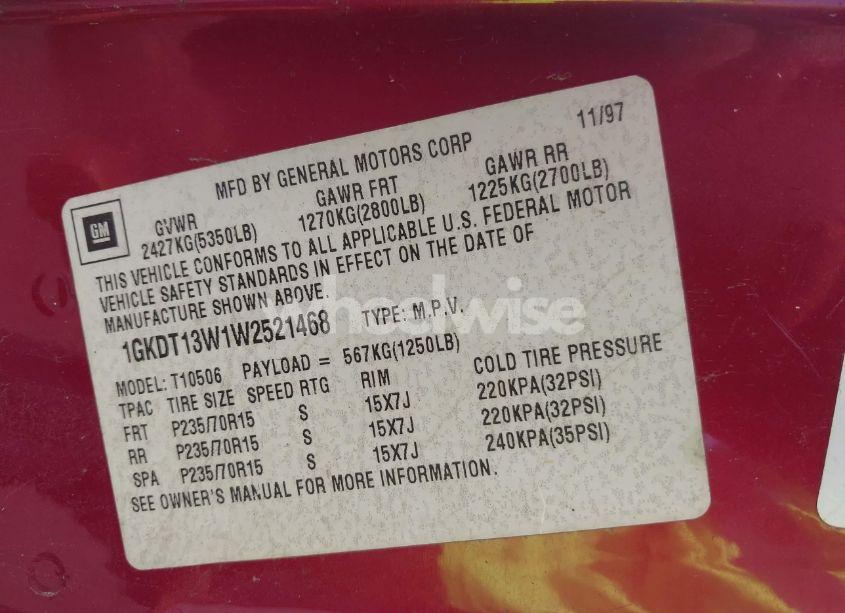 11/97
MFD BY GENERAL MOTORS CORP
GM
GVWR GAWR FRT GAWR RR
2427KG(5350LB) 1270KG(2800LB) 1225KG(2700LB)
THIS VEHICLE CONFORMS TO ALL APPLICABLE U.S. FEDERAL MOTOR
VEHICLE SAFETY STANDARDS IN EFFECT ON THE DATE OF
MANUFACTURE SHOWN ABOVE.
wheelwise
1GKDT13W1W2521468 TYPE: M.P.V.
MODEL: T10506 PAYLOAD = 567KG(1250LB)
TPAC TIRE SIZE SPEED RTG RIM COLD TIRE PRESSURE
FRT P235/70R15 S 15X7J 220KPA(32PSI)
RR P235/70R15 S 15X7J 220KPA(32PSI)
SPA P235/70R15 S 15X7J 240KPA(35PSI)
SEE OWNER'S MANUAL FOR MORE INFORMATION.